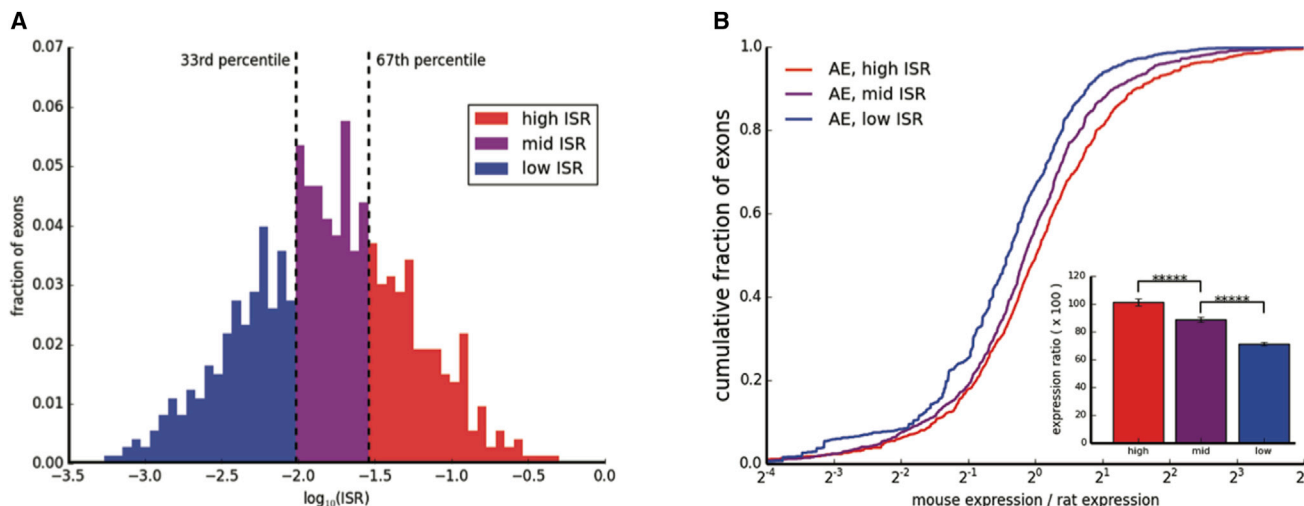 A
0.07
0.06
0.05
0.04
0.03
0.02
0.01
0.00
fraction of exons
33rd percentile
67th percentile
high ISR
mid ISR
low ISR
−3.5
−3.0
−2.5
−2.0
−1.5
−1.0
−0.5
0.0
log₁₀(ISR)
B
1.0
0.8
0.6
0.4
0.2
0.0
cumulative fraction of exons
AE, high ISR
AE, mid ISR
AE, low ISR
2⁻⁴
2⁻³
2⁻²
2⁻¹
2⁰
2¹
2²
2³
mouse expression / rat expression
120
100
80
60
40
20
0
expression ratio ( x 100 )
*****
*****
high
mid
low